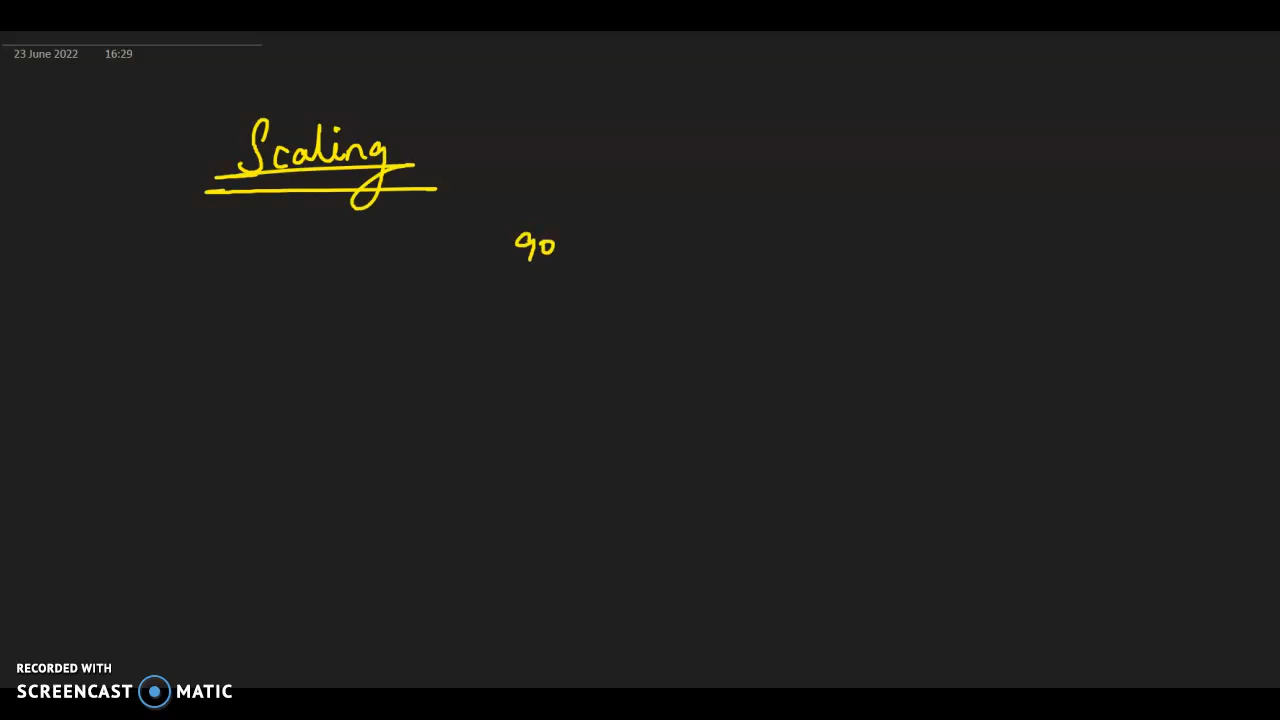 23 June 2022 16:29
Scaling
90
RECORDED WITH
SCREENCAST MATIC